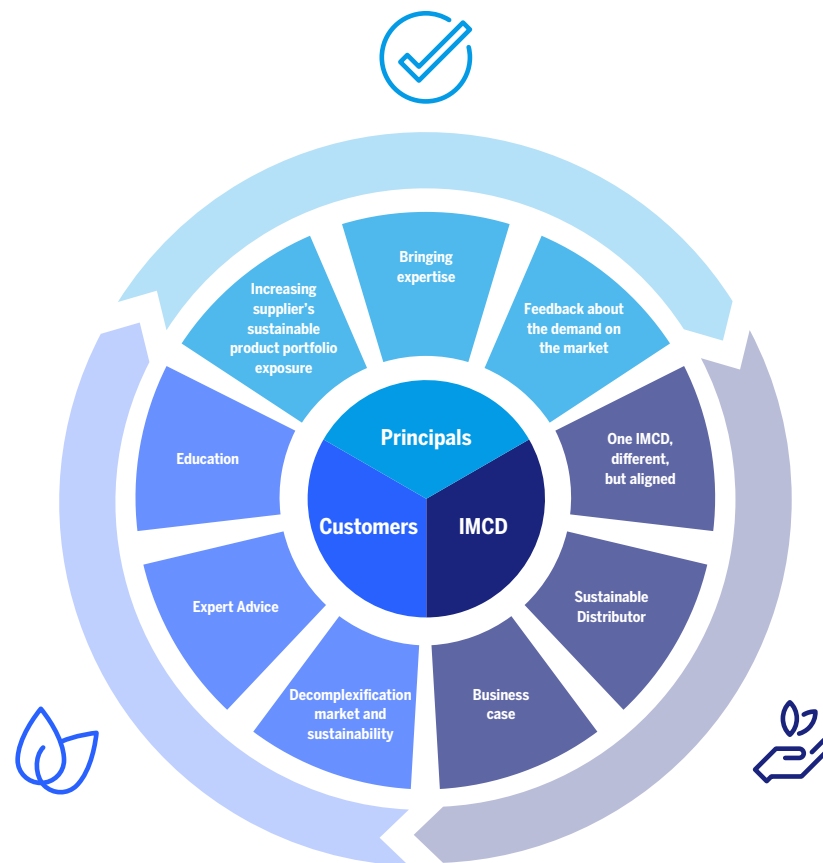 Bringing
expertise
Increasing
supplier's
sustainable
product portfolio
exposure
Feedback about
the demand on
the market
Principals
Education
One IMCD,
different,
but aligned
Customers
IMCD
Expert Advice
Sustainable
Distributor
Decomplexification
market and
sustainability
Business
case